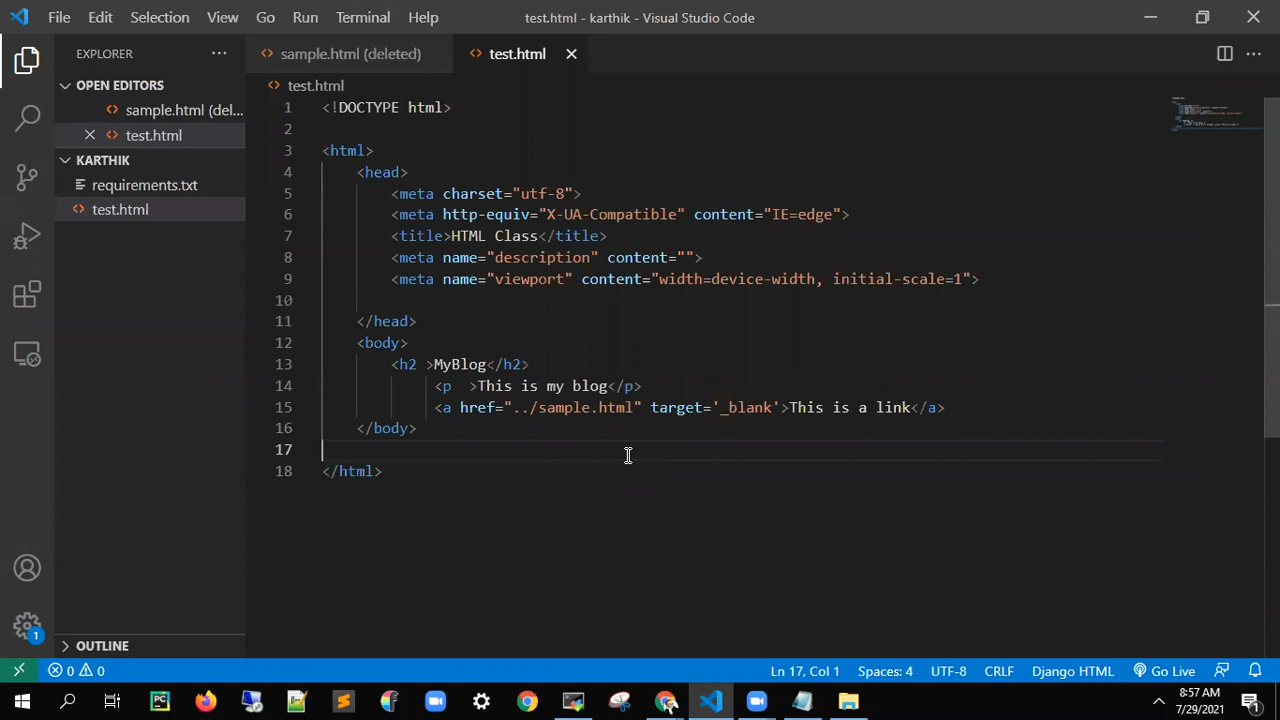 File Edit Selection View Go Run Terminal Help test.html - karthik - Visual Studio Code
EXPLORER ···
sample.html (deleted) test.html
OPEN EDITORS
sample.html (del...
test.html
KARTHIK
requirements.txt
test.html
OUTLINE
test.html
1 <!DOCTYPE html>
2
3 <html>
4 <head>
5 <meta charset="utf-8">
6 <meta http-equiv="X-UA-Compatible" content="IE=edge">
7 <title>HTML Class</title>
8 <meta name="description" content="">
9 <meta name="viewport" content="width=device-width, initial-scale=1">
10
11 </head>
12 <body>
13 <h2 >MyBlog</h2>
14 <p  >This is my blog</p>
15 <a href="../sample.html" target='_blank'>This is a link</a>
16 </body>
17
18 </html>
1
0 0 Ln 17, Col 1 Spaces: 4 UTF-8 CRLF Django HTML Go Live
PC 8:57 AM
7/29/2021 1